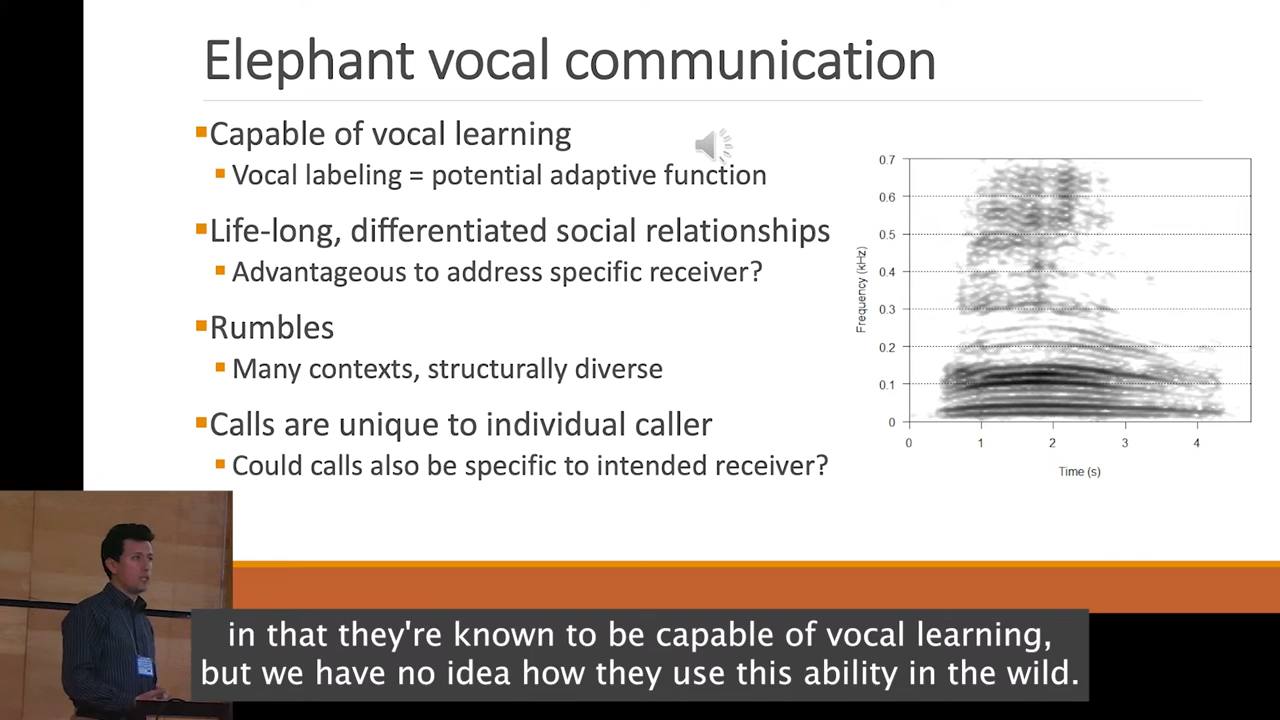 Elephant vocal communication
Capable of vocal learning
Vocal labeling = potential adaptive function
Life-long, differentiated social relationships
Advantageous to address specific receiver?
Rumbles
Many contexts, structurally diverse
Calls are unique to individual caller
Could calls also be specific to intended receiver?
0.7
0.6
0.5
0.4
0.3
0.2
0.1
0
Frequency (kHz)
0 1 2 3 4
Time (s)
in that they're known to be capable of vocal learning,
but we have no idea how they use this ability in the wild.